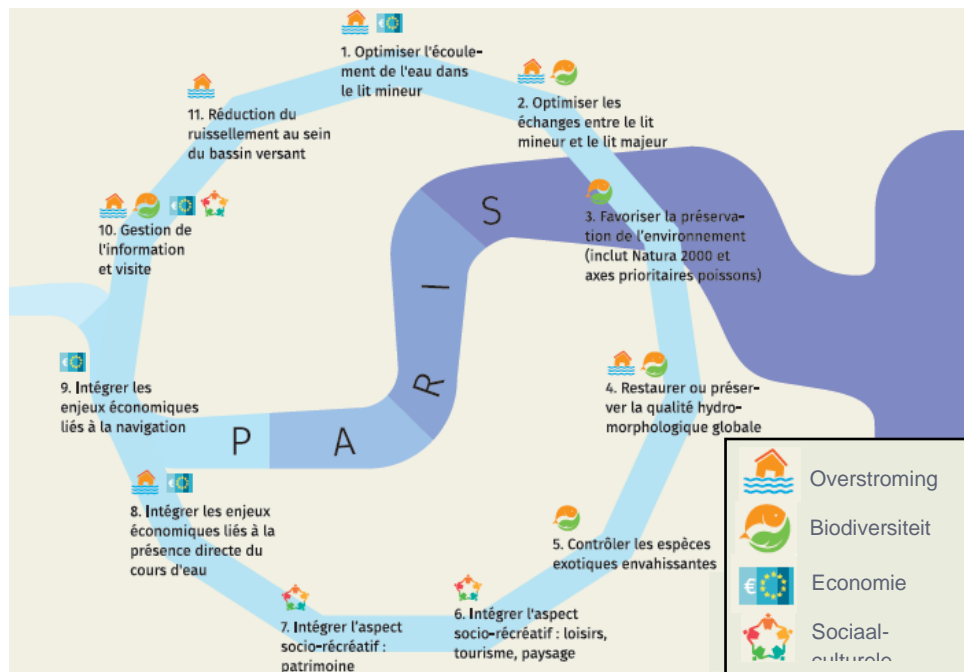 1. Optimiser l'écoule-
ment de l'eau dans
le lit mineur
2. Optimiser les
échanges entre le lit
mineur et le lit majeur
3. Favoriser la préserva-
tion de l'environnement
(inclut Natura 2000 et
axes prioritaires poissons)
4. Restaurer ou préser-
ver la qualité hydro-
morphologique globale
5. Contrôler les espèces
exotiques envahissantes
6. Intégrer l'aspect
socio-récréatif : loisirs,
tourisme, paysage
7. Intégrer l'aspect
socio-récréatif :
patrimoine
8. Intégrer les enjeux
économiques liés à la
présence directe du
cours d'eau
9. Intégrer les
enjeux économiques
liés à la navigation
10. Gestion de
l'information
et visite
11. Réduction du
ruissellement au sein
du bassin versant
P A R I S
Overstroming
Biodiversiteit
€ Economie
Sociaal-